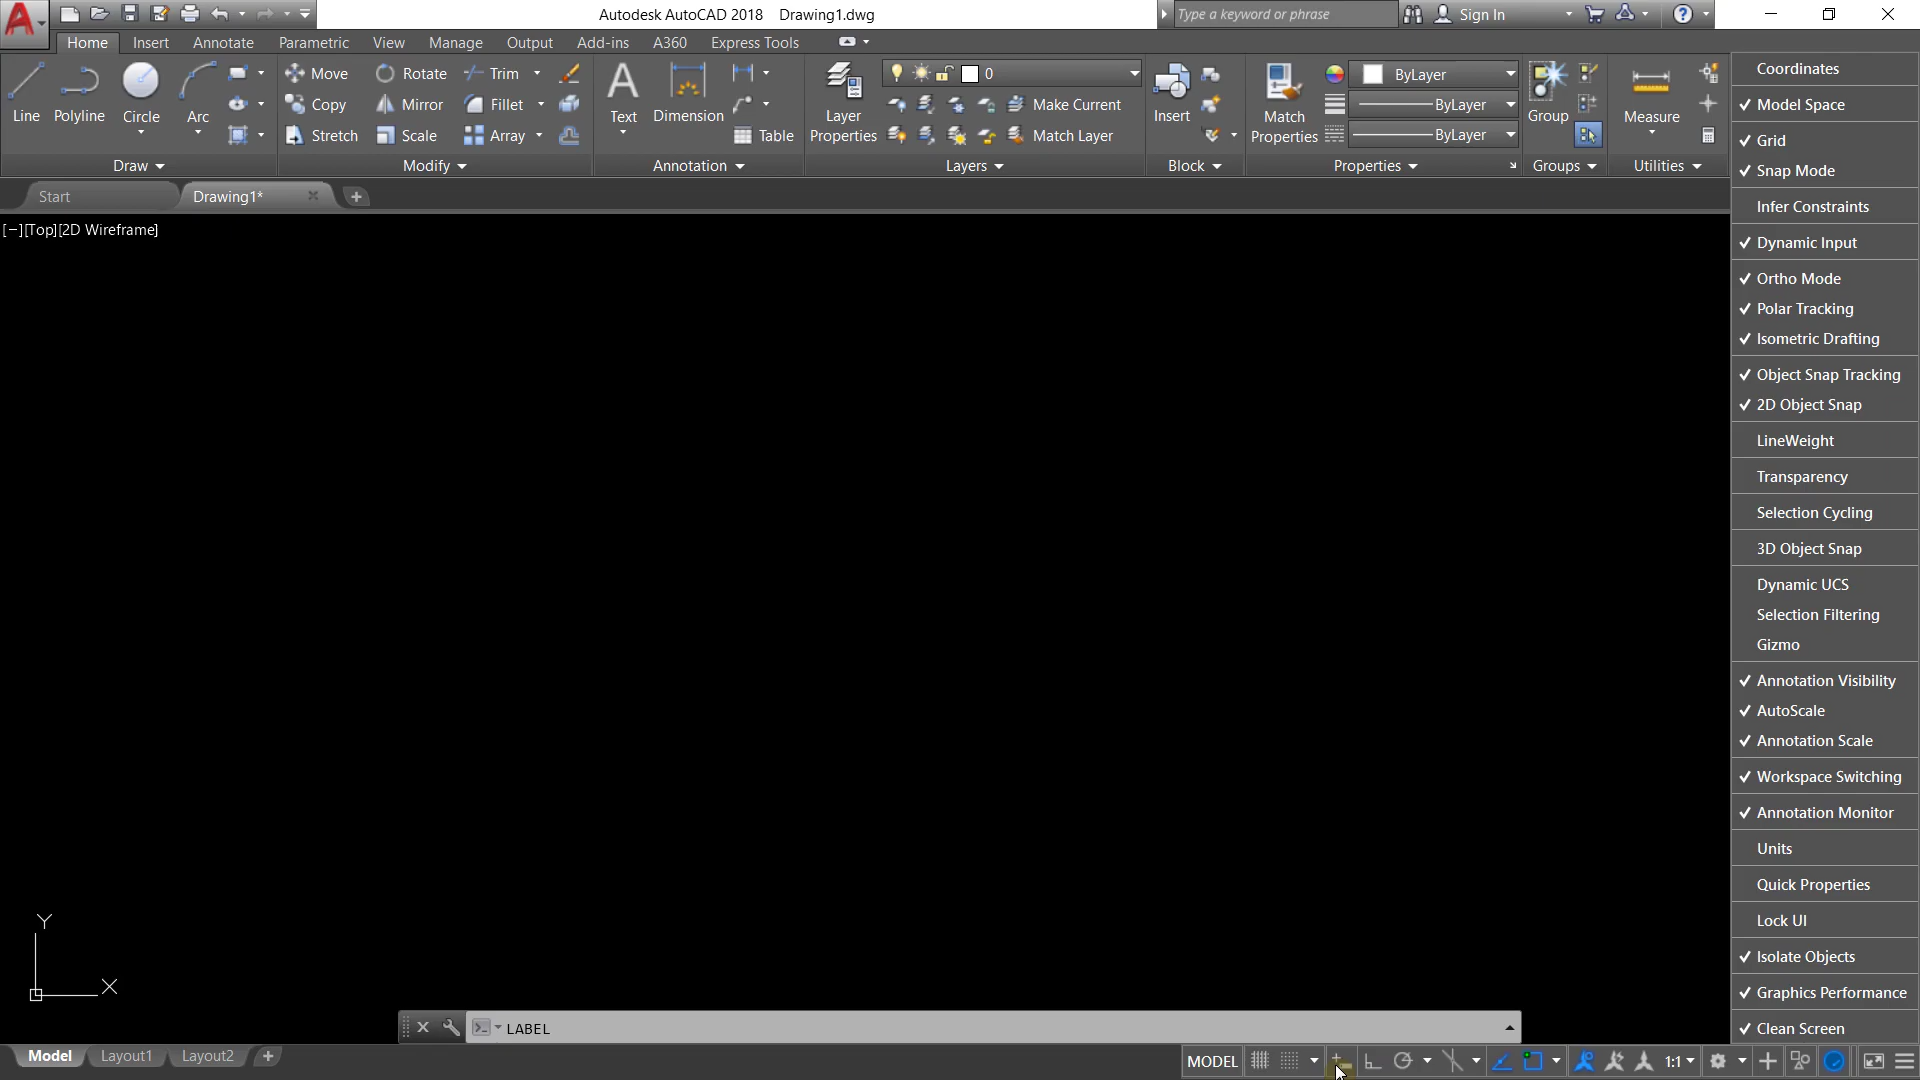 Autodesk AutoCAD 2018 Drawing1.dwg
Type a keyword or phrase
Sign In
Home Insert Annotate Parametric View Manage Output Add-ins A360 Express Tools
Line Polyline Circle Arc
Draw
Move Rotate Trim
Copy Mirror Fillet
Stretch Scale Array
Modify
Text Dimension Table
Annotation
Layer Properties
0
Make Current
Match Layer
Layers
Insert
Block
Match Properties
ByLayer
ByLayer
ByLayer
Properties
Group
Groups
Measure
Utilities
Start Drawing1*
[−][Top][2D Wireframe]
Coordinates
Model Space
Grid
Snap Mode
Infer Constraints
Dynamic Input
Ortho Mode
Polar Tracking
Isometric Drafting
Object Snap Tracking
2D Object Snap
LineWeight
Transparency
Selection Cycling
3D Object Snap
Dynamic UCS
Selection Filtering
Gizmo
Annotation Visibility
AutoScale
Annotation Scale
Workspace Switching
Annotation Monitor
Units
Quick Properties
Lock UI
Isolate Objects
Graphics Performance
Clean Screen
Y
X
LABEL
Model Layout1 Layout2
MODEL 1:1